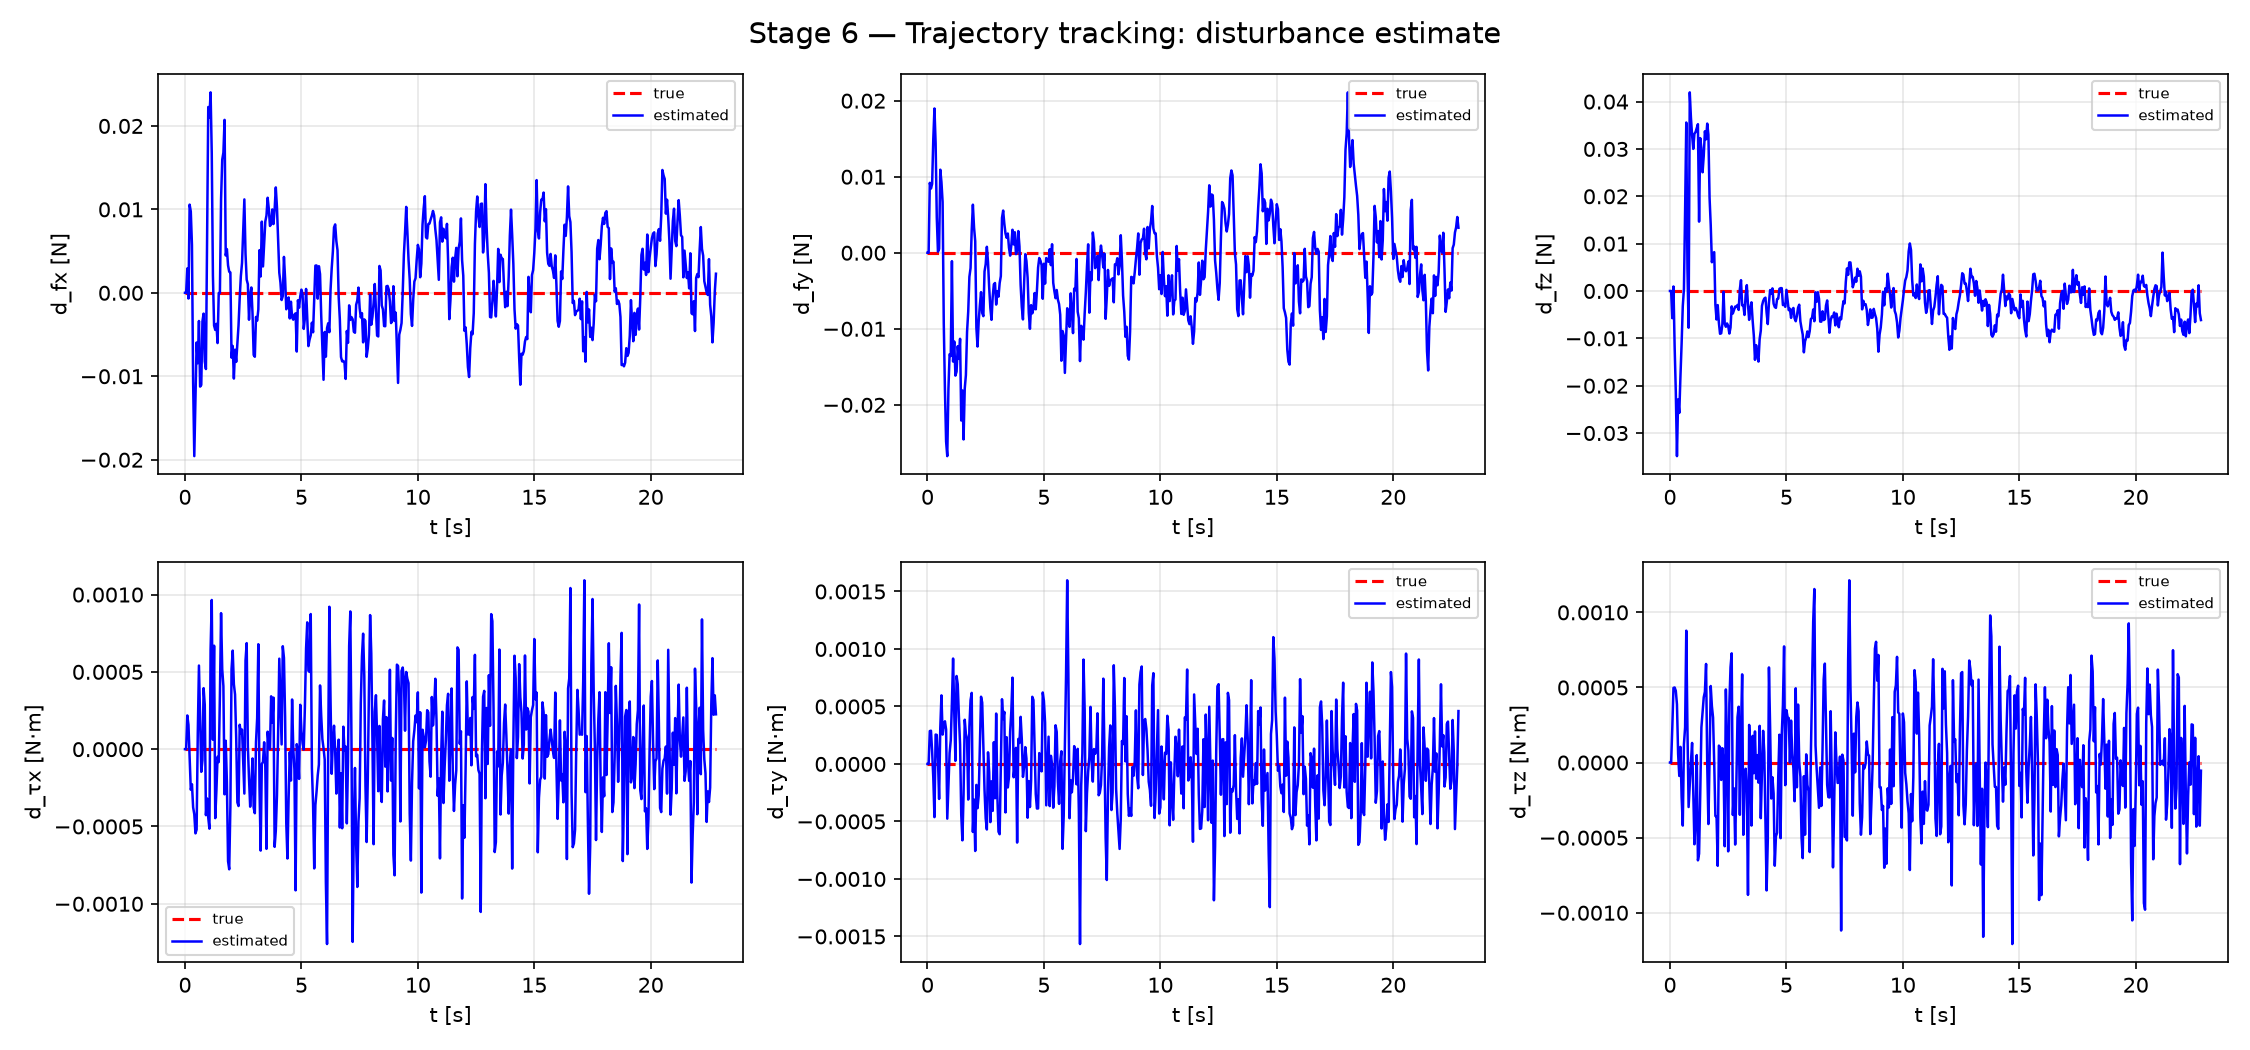 Stage 6 — Trajectory tracking: disturbance estimate
d_fx [N]
0.02
0.01
0.00
−0.01
−0.02
true
estimated
0 5 10 15 20
t [s]
d_fy [N]
0.02
0.01
0.00
−0.01
−0.02
true
estimated
0 5 10 15 20
t [s]
d_fz [N]
0.04
0.03
0.02
0.01
0.00
−0.01
−0.02
−0.03
true
estimated
0 5 10 15 20
t [s]
d_τx [N·m]
0.0010
0.0005
0.0000
−0.0005
−0.0010
true
estimated
0 5 10 15 20
t [s]
d_τy [N·m]
0.0015
0.0010
0.0005
0.0000
−0.0005
−0.0010
−0.0015
true
estimated
0 5 10 15 20
t [s]
d_τz [N·m]
0.0010
0.0005
0.0000
−0.0005
−0.0010
true
estimated
0 5 10 15 20
t [s]